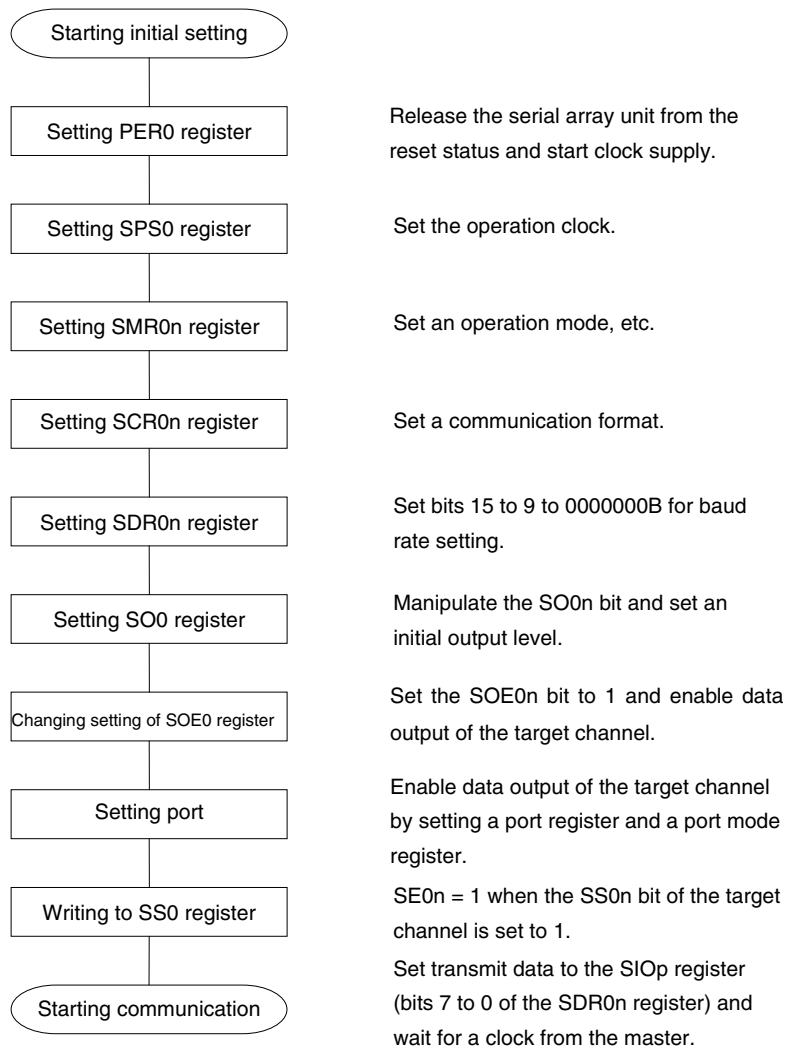 Starting initial setting
Setting PER0 register
Release the serial array unit from the
reset status and start clock supply.
Setting SPS0 register
Set the operation clock.
Setting SMR0n register
Set an operation mode, etc.
Setting SCR0n register
Set a communication format.
Setting SDR0n register
Set bits 15 to 9 to 0000000B for baud
rate setting.
Setting SO0 register
Manipulate the SO0n bit and set an
initial output level.
Changing setting of SOE0 register
Set the SOE0n bit to 1 and enable data
output of the target channel.
Setting port
Enable data output of the target channel
by setting a port register and a port mode
register.
Writing to SS0 register
SE0n = 1 when the SS0n bit of the target
channel is set to 1.
Starting communication
Set transmit data to the SIOp register
(bits 7 to 0 of the SDR0n register) and
wait for a clock from the master.